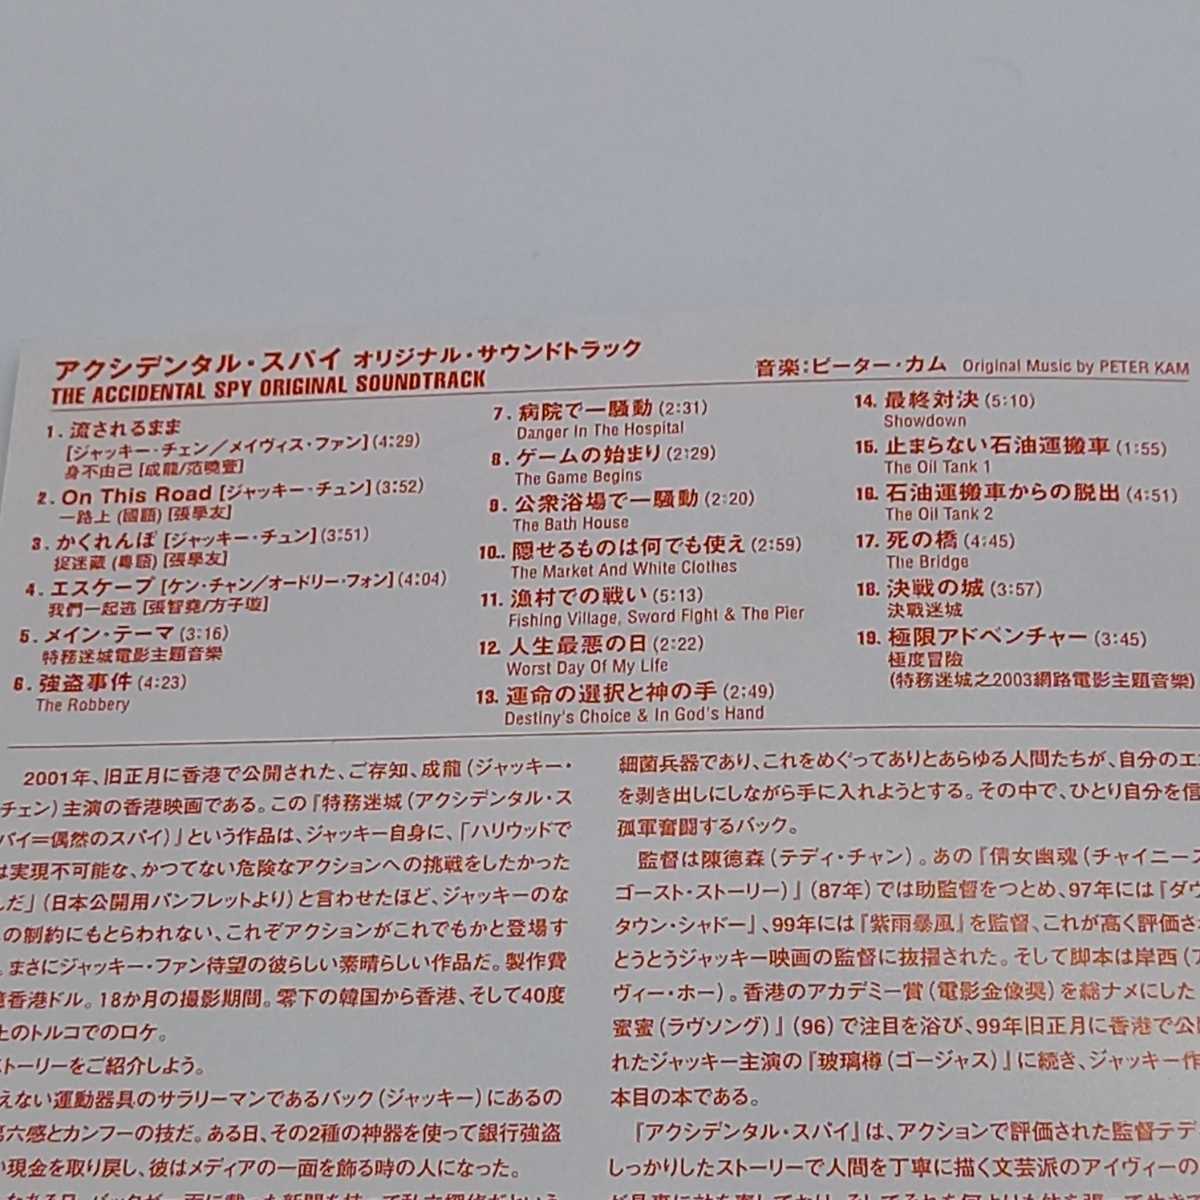 アクシデンタル・スパイ オリジナル・サウンドトラック
THE ACCIDENTAL SPY ORIGINAL SOUNDTRACK
音楽:ピーター・カム Original Music by PETER KAM
1. 流されるまま
[ジャッキー・チェン／メイヴィス・ファン] (4:29)
身不由己 [成龍/范曉萱]
2. On This Road [ジャッキー・チュン] (3:52)
一路上 (國語) [張學友]
3. かくれんぼ [ジャッキー・チュン] (3:51)
捉迷藏 (粵語) [張學友]
4. エスケープ [ケン・チャン／オードリー・フォン] (4:04)
我們一起逃 [張智堯/方子璇]
5. メイン・テーマ (3:16)
特務迷城電影主題音樂
6. 強盗事件 (4:23)
The Robbery
7. 病院で一騒動 (2:31)
Danger In The Hospital
8. ゲームの始まり (2:29)
The Game Begins
9. 公衆浴場で一騒動 (2:20)
The Bath House
10.. 隠せるものは何でも使え (2:59)
The Market And White Clothes
11. 漁村での戦い (5:13)
Fishing Village, Sword Fight & The Pier
12. 人生最悪の日 (2:22)
Worst Day Of My Life
13. 運命の選択と神の手 (2;49)
Destiny's Choice & In God's Hand
14. 最終対決 (5:10)
Showdown
15. 止まらない石油運搬車 (1:55)
The Oil Tank 1
16. 石油運搬車からの脱出 (4:51)
The Oil Tank 2
17. 死の橋 (4:45)
The Bridge
18. 決戦の城 (3:57)
決戰迷城
19. 極限アドベンチャー (3:45)
極度冒險
(特務迷城之2003網路電影主題音樂)
2001年、旧正月に香港で公開された、ご存知、成龍（ジャッキー・
チェン）主演の香港映画である。この『特務迷城（アクシデンタル・ス
パイ＝偶然のスパイ）』という作品は、ジャッキー自身に、「ハリウッドで
は実現不可能な、かつてない危険なアクションへの挑戦をしたかった
んだ」（日本公開用パンフレットより）と言わせたほど、ジャッキーのな
の制約にもとらわれない、これぞアクションがこれでもかと登場す
。まさにジャッキー・ファン待望の彼らしい素晴らしい作品だ。製作費
億香港ドル。18か月の撮影期間。零下の韓国から香港、そして40度
上のトルコでのロケ。
ストーリーをご紹介しよう。
えない運動器具のサラリーマンであるバック（ジャッキー）にあるの
第六感とカンフーの技だ。ある日、その2種の神器を使って銀行強盗
い現金を取り戻し、彼はメディアの一面を飾る時の人になった。
細菌兵器であり、これをめぐってありとあらゆる人間たちが、自分のエ
を剥き出しにしながら手に入れようとする。その中で、ひとり自分を信
孤軍奮闘するバック。
監督は陳德森（テディ・チャン）。あの『倩女幽魂（チャイニーズ
ゴースト・ストーリー）』（87年）では助監督をつとめ、97年には『ダウ
タウン・シャドー』、99年には『紫雨暴風』を監督、これが高く評価さ
とうとうジャッキー映画の監督に抜擢された。そして脚本は岸西（ア
ヴィー・ホー）。香港のアカデミー賞（電影金像奨）を総ナメにした
蜜蜜（ラヴソング）』（96）で注目を浴び、99年旧正月に香港で公
れたジャッキー主演の『玻璃樽（ゴージャス）』に続き、ジャッキー作
本目の本である。
『アクシデンタル・スパイ』は、アクションで評価された監督テデ
しっかりしたストーリーで人間を丁寧に描く文芸派のアイヴィーの